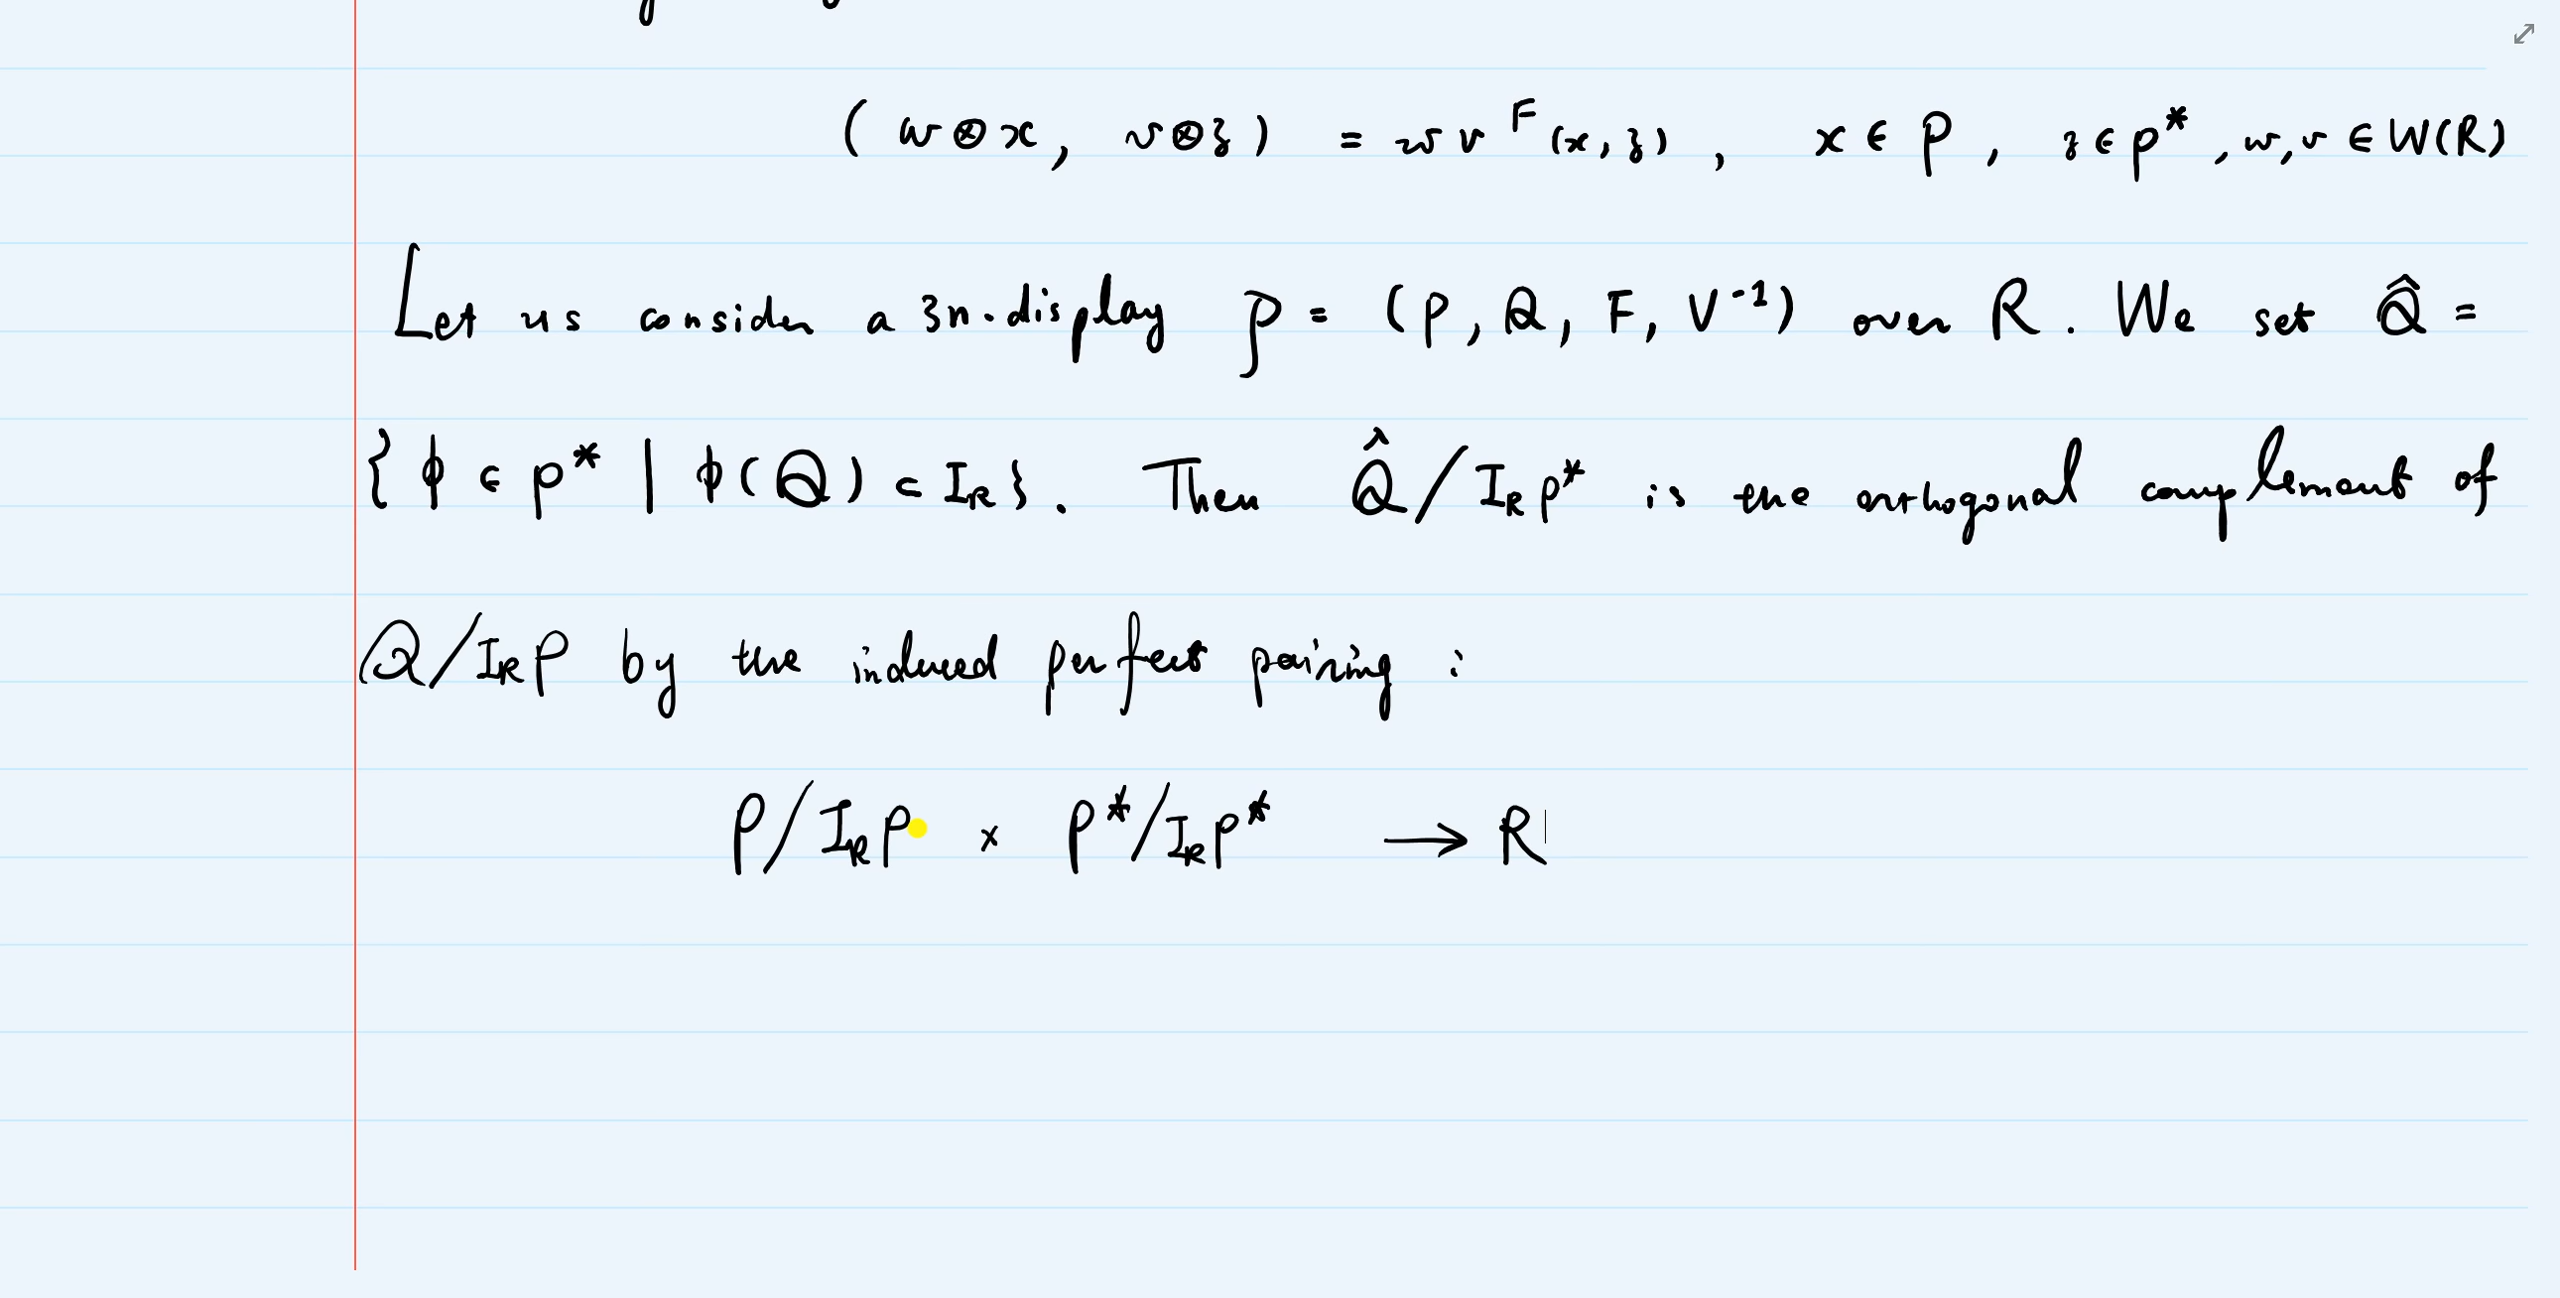 (w⊗x, v⊗z) = wv ᶠ(x, z), x ∈ P, z ∈ P*, w, v ∈ W(R)
Let us consider a 3n-display 𝒫 = (P, Q, F, V⁻¹) over R. We set Q̂ =
{ϕ ∈ P* | ϕ(Q) ⊂ I_R}. Then Q̂/I_R P* is the orthogonal complement of
Q/I_R P by the induced perfect pairing :
P/I_R P × P*/I_R P* → R